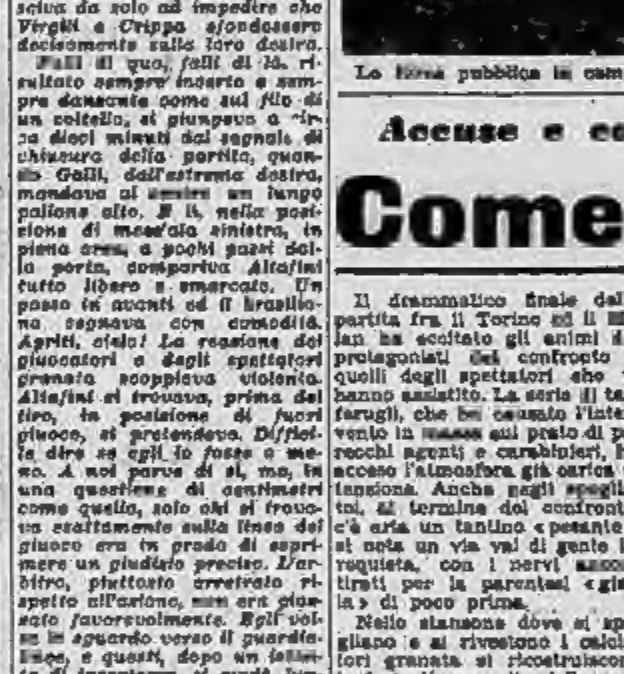 sciva da solo ad impedire che
Virgili e Crippa sfondassero
decisamente sulla loro destra.
Falli di qua, falli di là, ri-
sultato sempre incerto e sem-
pre danzante come sul filo di
un coltello, si giungeva a cir-
ca dieci minuti dal segnale di
chiusura della partita, quan-
do Galli, dall'estrema destra,
mandava al centro un lungo
pallone alto. E lì, nella posi-
zione di mezz'ala sinistra, in
piena area, a pochi passi dal-
la porta, compariva Altafini
tutto libero e smarcato. Un
passo in avanti ed il brasilia-
no segnava con comodità.
Apriti, cielo! La reazione dei
giuocatori e degli spettatori
granata scoppiava violenta.
Altafini si trovava, prima del
tiro, in posizione di fuori
giuoco, si pretendeva. Diffici-
le dire se egli lo fosse o me-
no. A noi parve di sì, ma, in
una questione di centimetri
come quella, solo chi si trova-
va esattamente sulla linea del
giuoco era in grado di espri-
mere un giudizio preciso. L'ar-
bitro, piuttosto arretrato ri-
spetto all'azione, non era piaz-
zato favorevolmente. Egli vol-
se lo sguardo verso il guardia-
linee, e questi, dopo un
La pubblica in cam
Accuse e
Come
Il drammatico finale del
partita fra il Torino ed il
lan ha eccitato gli animi
protagonisti del confronto
quelli degli spettatori che
hanno assistito. La serie di
farugli, che ha causato l'inter
vento in massa sul prato di
recchi agenti e carabinieri,
acceso l'atmosfera già carica
tensione. Anche negli spogli
toi, al termine del confront
c'è aria un tantino « pesante
si nota un via vai di gente
requieta, con i nervi ancora
tirati per la parentesi « gia
la » di poco prima.
Nello stanzone dove si
gliano e si rivestono i calci
tori granata si ricostruiscon